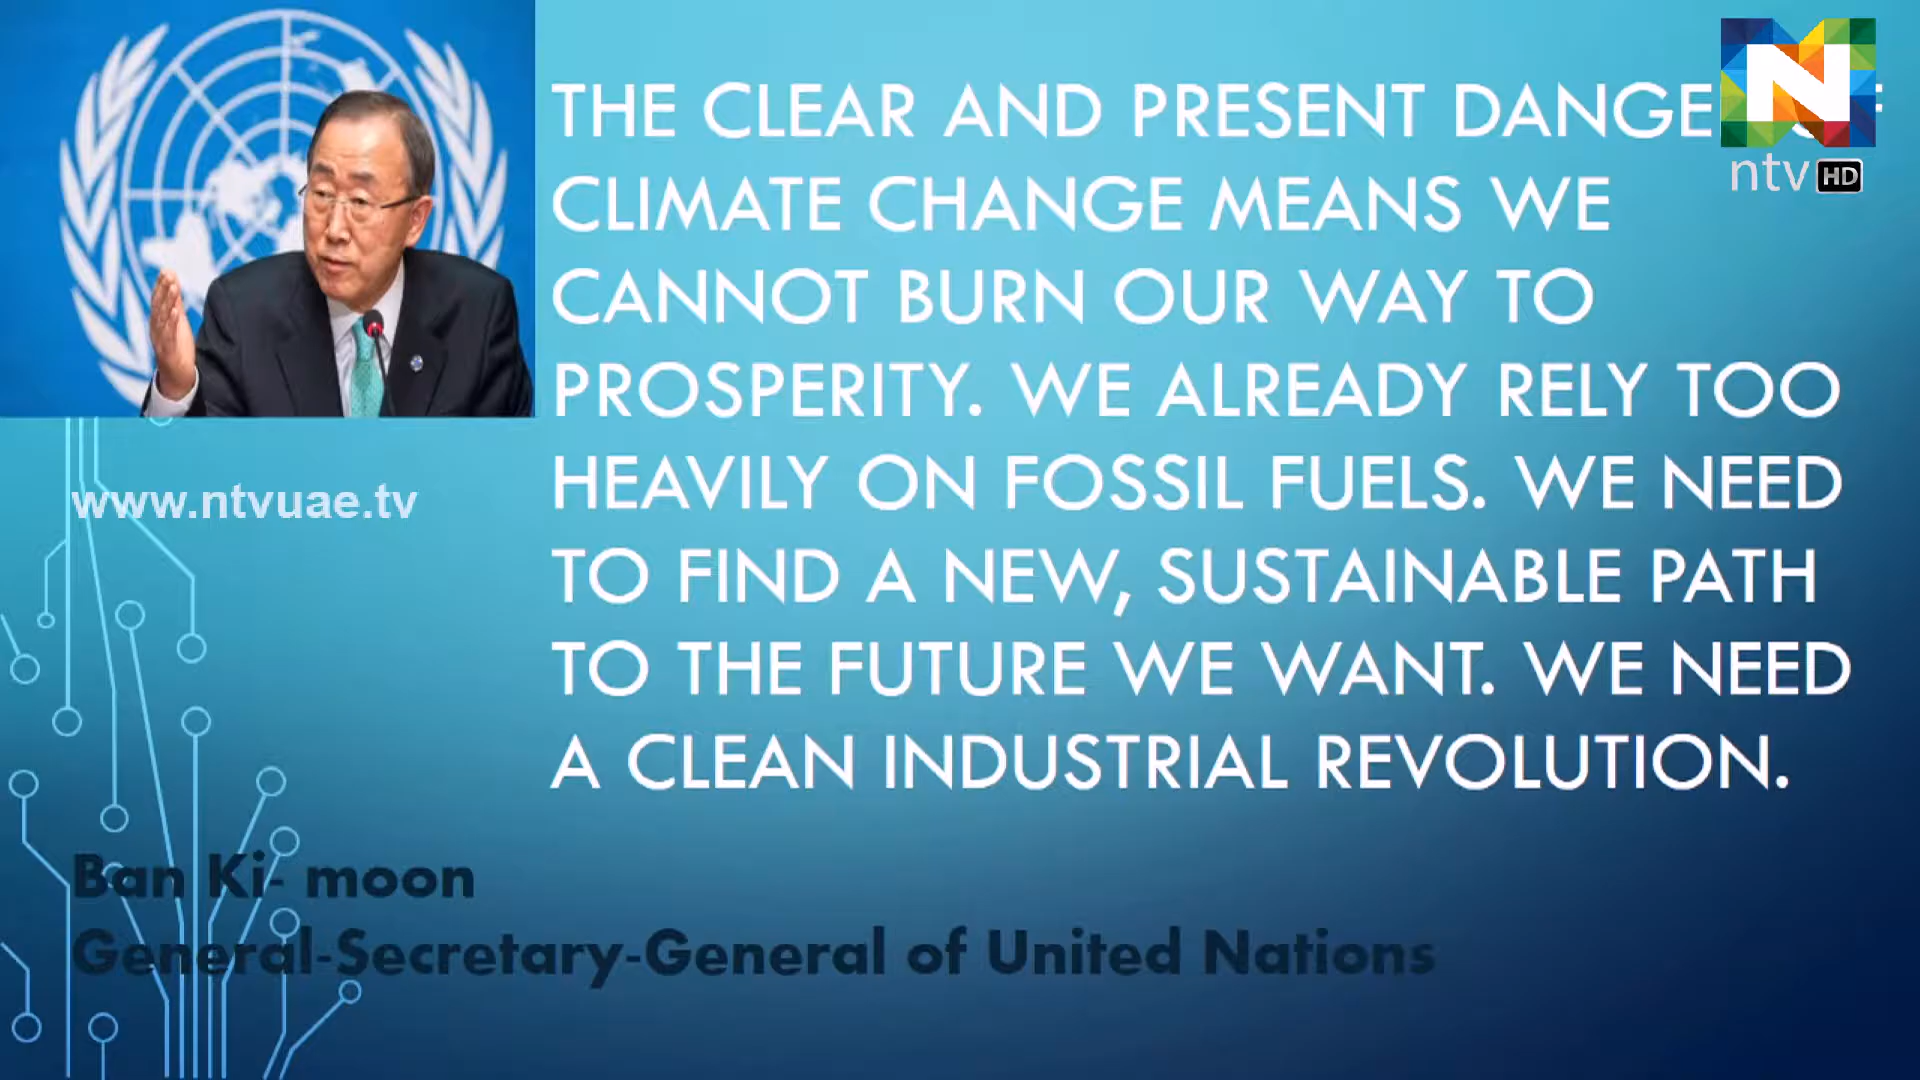 THE CLEAR AND PRESENT DANGE
CLIMATE CHANGE MEANS WE
CANNOT BURN OUR WAY TO
PROSPERITY. WE ALREADY RELY TOO
HEAVILY ON FOSSIL FUELS. WE NEED
TO FIND A NEW, SUSTAINABLE PATH
TO THE FUTURE WE WANT. WE NEED
A CLEAN INDUSTRIAL REVOLUTION.
N
ntv HD
www.ntvuae.tv
Ban Ki- moon
General-Secretary-General of United Nations